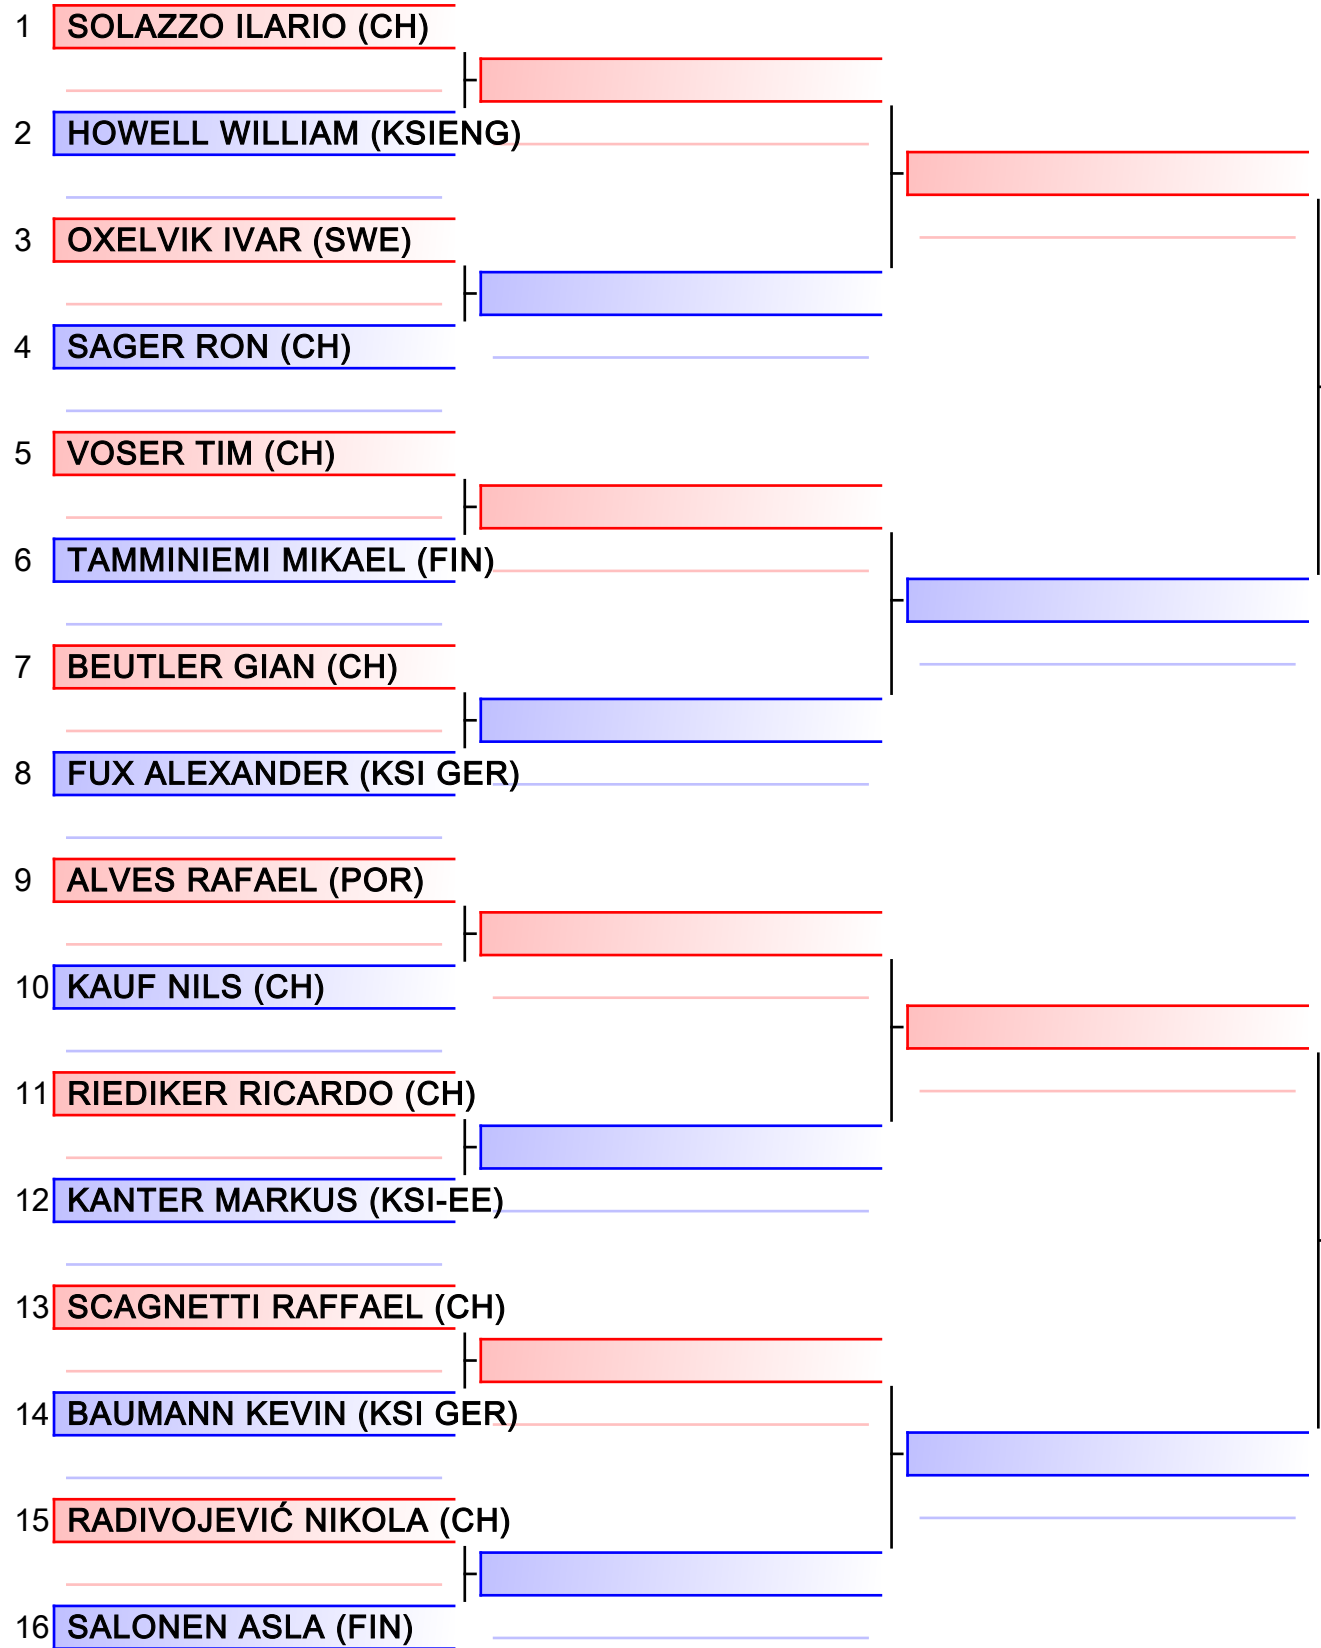 1 SOLAZZO ILARIO (CH)
2 HOWELL WILLIAM (KSIENG)
3 OXELVIK IVAR (SWE)
4 SAGER RON (CH)
5 VOSER TIM (CH)
6 TAMMINIEMI MIKAEL (FIN)
7 BEUTLER GIAN (CH)
8 FUX ALEXANDER (KSI GER)
9 ALVES RAFAEL (POR)
10 KAUF NILS (CH)
11 RIEDIKER RICARDO (CH)
12 KANTER MARKUS (KSI-EE)
13 SCAGNETTI RAFFAEL (CH)
14 BAUMANN KEVIN (KSI GER)
15 RADIVOJEVIĆ NIKOLA (CH)
16 SALONEN ASLA (FIN)